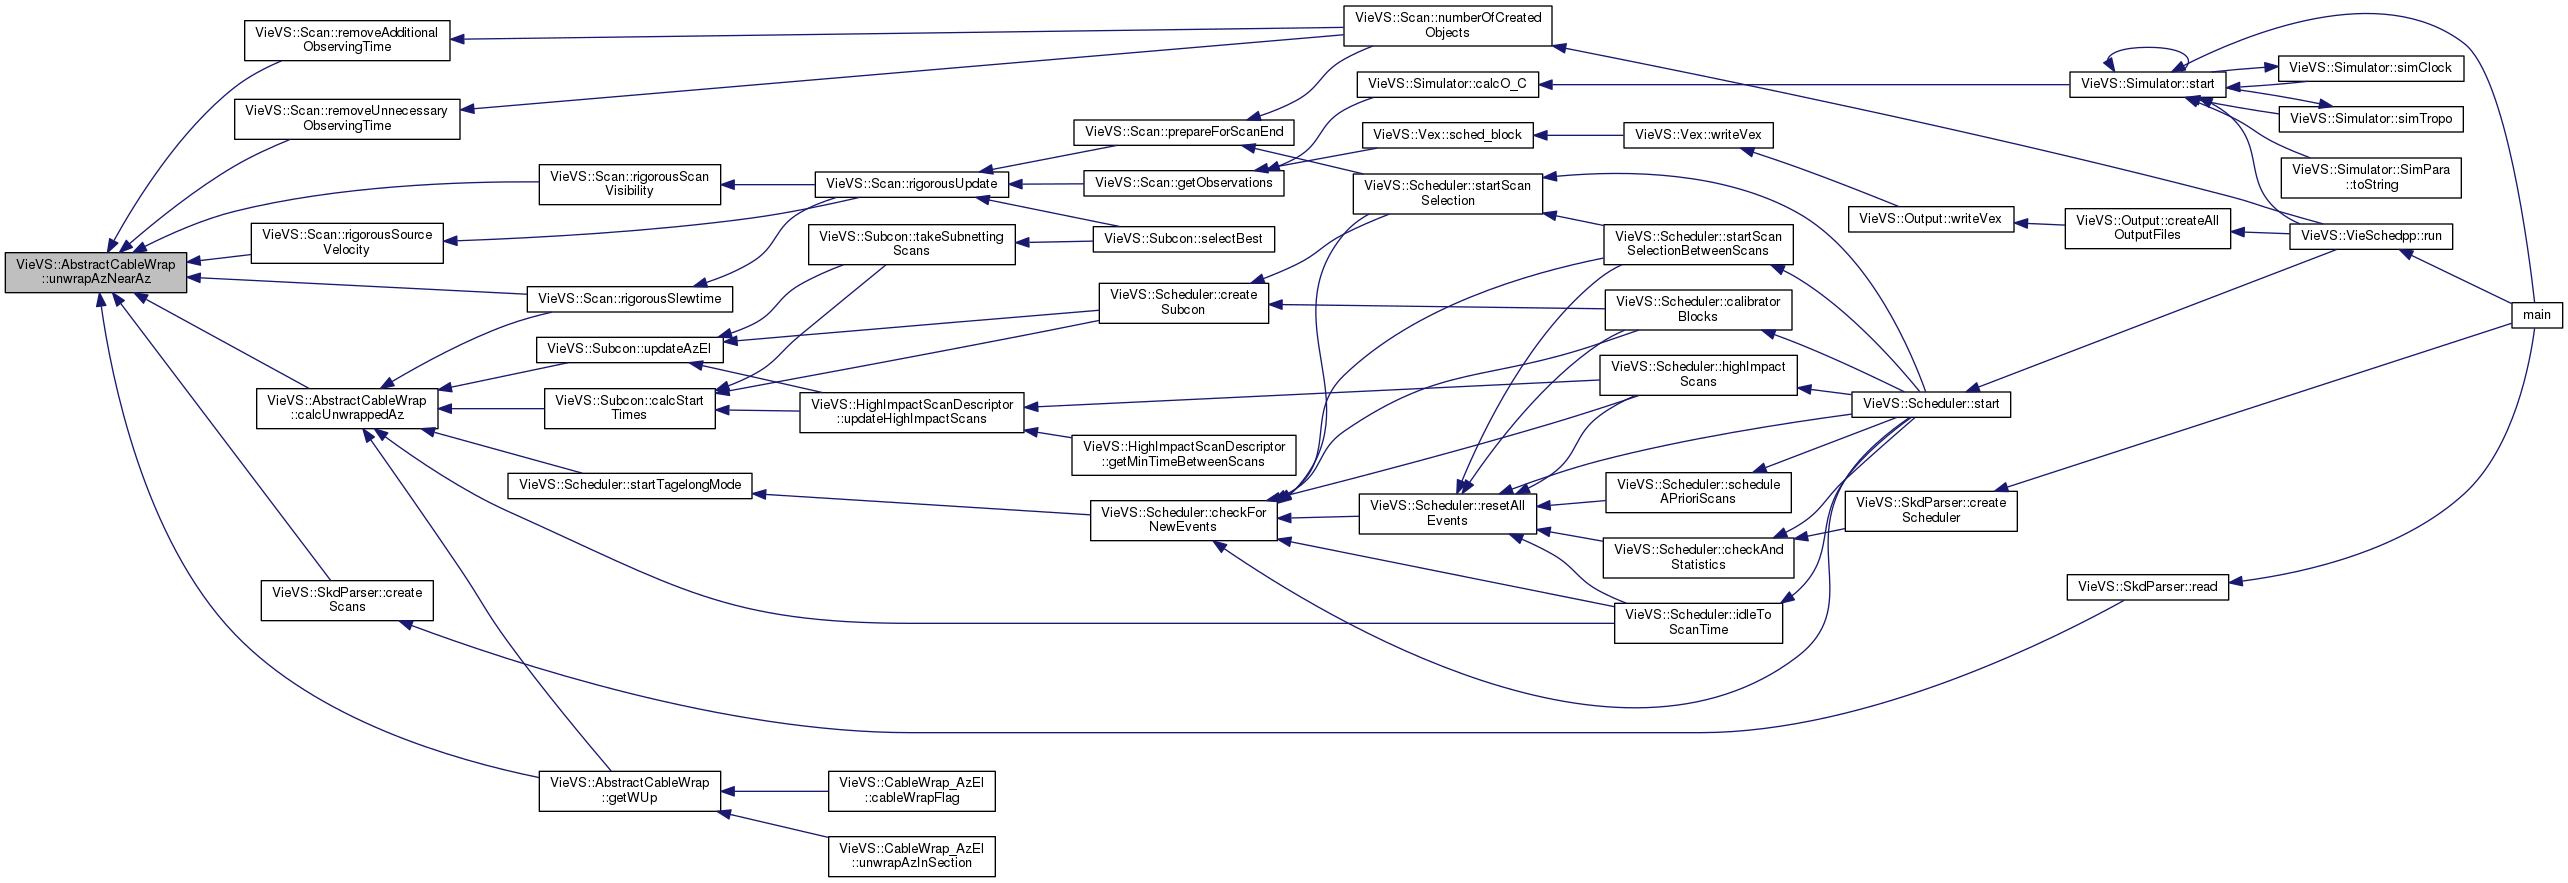 VieVS::AbstractCableWrap
::unwrapAzNearAz
VieVS::Scan::removeAdditional
ObservingTime
VieVS::Scan::removeUnnecessary
ObservingTime
VieVS::Scan::rigorousScan
Visibility
VieVS::Scan::rigorousSource
Velocity
VieVS::Scan::rigorousSlewtime
VieVS::AbstractCableWrap
::calcUnwrappedAz
VieVS::SkdParser::create
Scans
VieVS::AbstractCableWrap
::getWUp
VieVS::Subcon::updateAzEl
VieVS::Subcon::calcStart
Times
VieVS::Scheduler::startTagelongMode
VieVS::Scan::rigorousUpdate
VieVS::Subcon::takeSubnetting
Scans
VieVS::HighImpactScanDescriptor
::updateHighImpactScans
VieVS::CableWrap_AzEl
::cableWrapFlag
VieVS::CableWrap_AzEl
::unwrapAzInSection
VieVS::Scan::prepareForScanEnd
VieVS::Scan::getObservations
VieVS::Subcon::selectBest
VieVS::Scheduler::create
Subcon
VieVS::HighImpactScanDescriptor
::getMinTimeBetweenScans
VieVS::Scheduler::checkFor
NewEvents
VieVS::Scan::numberOfCreated
Objects
VieVS::Simulator::calcO_C
VieVS::Vex::sched_block
VieVS::Scheduler::startScan
Selection
VieVS::Scheduler::resetAll
Events
VieVS::Vex::writeVex
VieVS::Scheduler::startScan
SelectionBetweenScans
VieVS::Scheduler::calibrator
Blocks
VieVS::Scheduler::highImpact
Scans
VieVS::Scheduler::schedule
APrioriScans
VieVS::Scheduler::checkAnd
Statistics
VieVS::Scheduler::idleTo
ScanTime
VieVS::Output::writeVex
VieVS::Scheduler::start
VieVS::SkdParser::create
Scheduler
VieVS::Simulator::start
VieVS::Output::createAll
OutputFiles
VieVS::SkdParser::read
VieVS::Simulator::simClock
VieVS::Simulator::simTropo
VieVS::Simulator::SimPara
::toString
VieVS::VieSchedpp::run
main